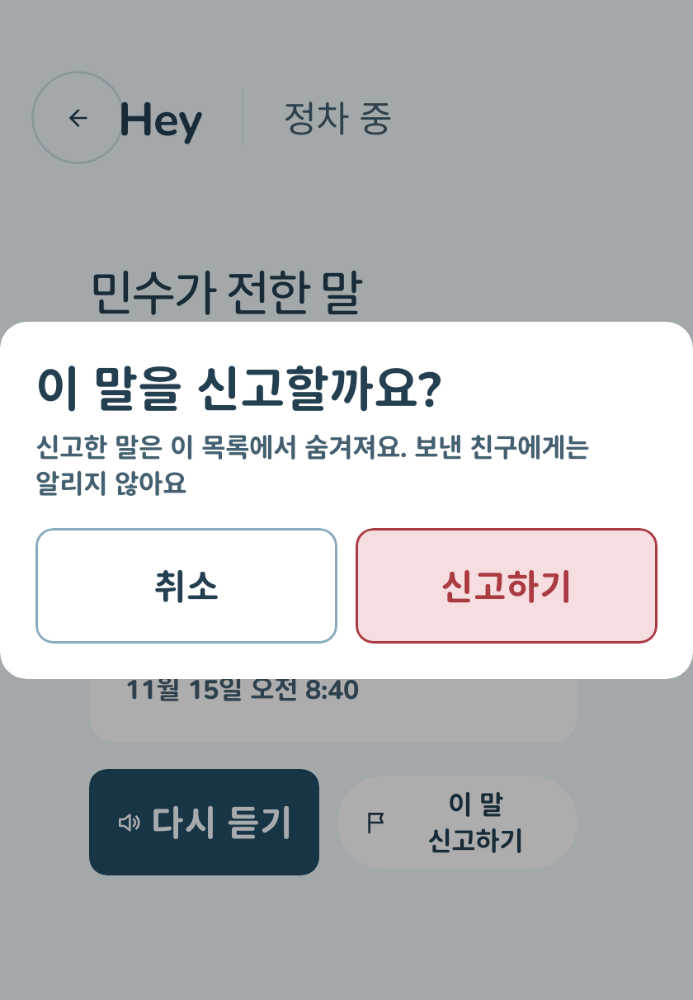 Hey 정차 중
민수가 전한 말
이 말을 신고할까요?
신고한 말은 이 목록에서 숨겨져요. 보낸 친구에게는
알리지 않아요
취소 신고하기
11월 15일 오전 8:40
다시 듣기
이 말
신고하기